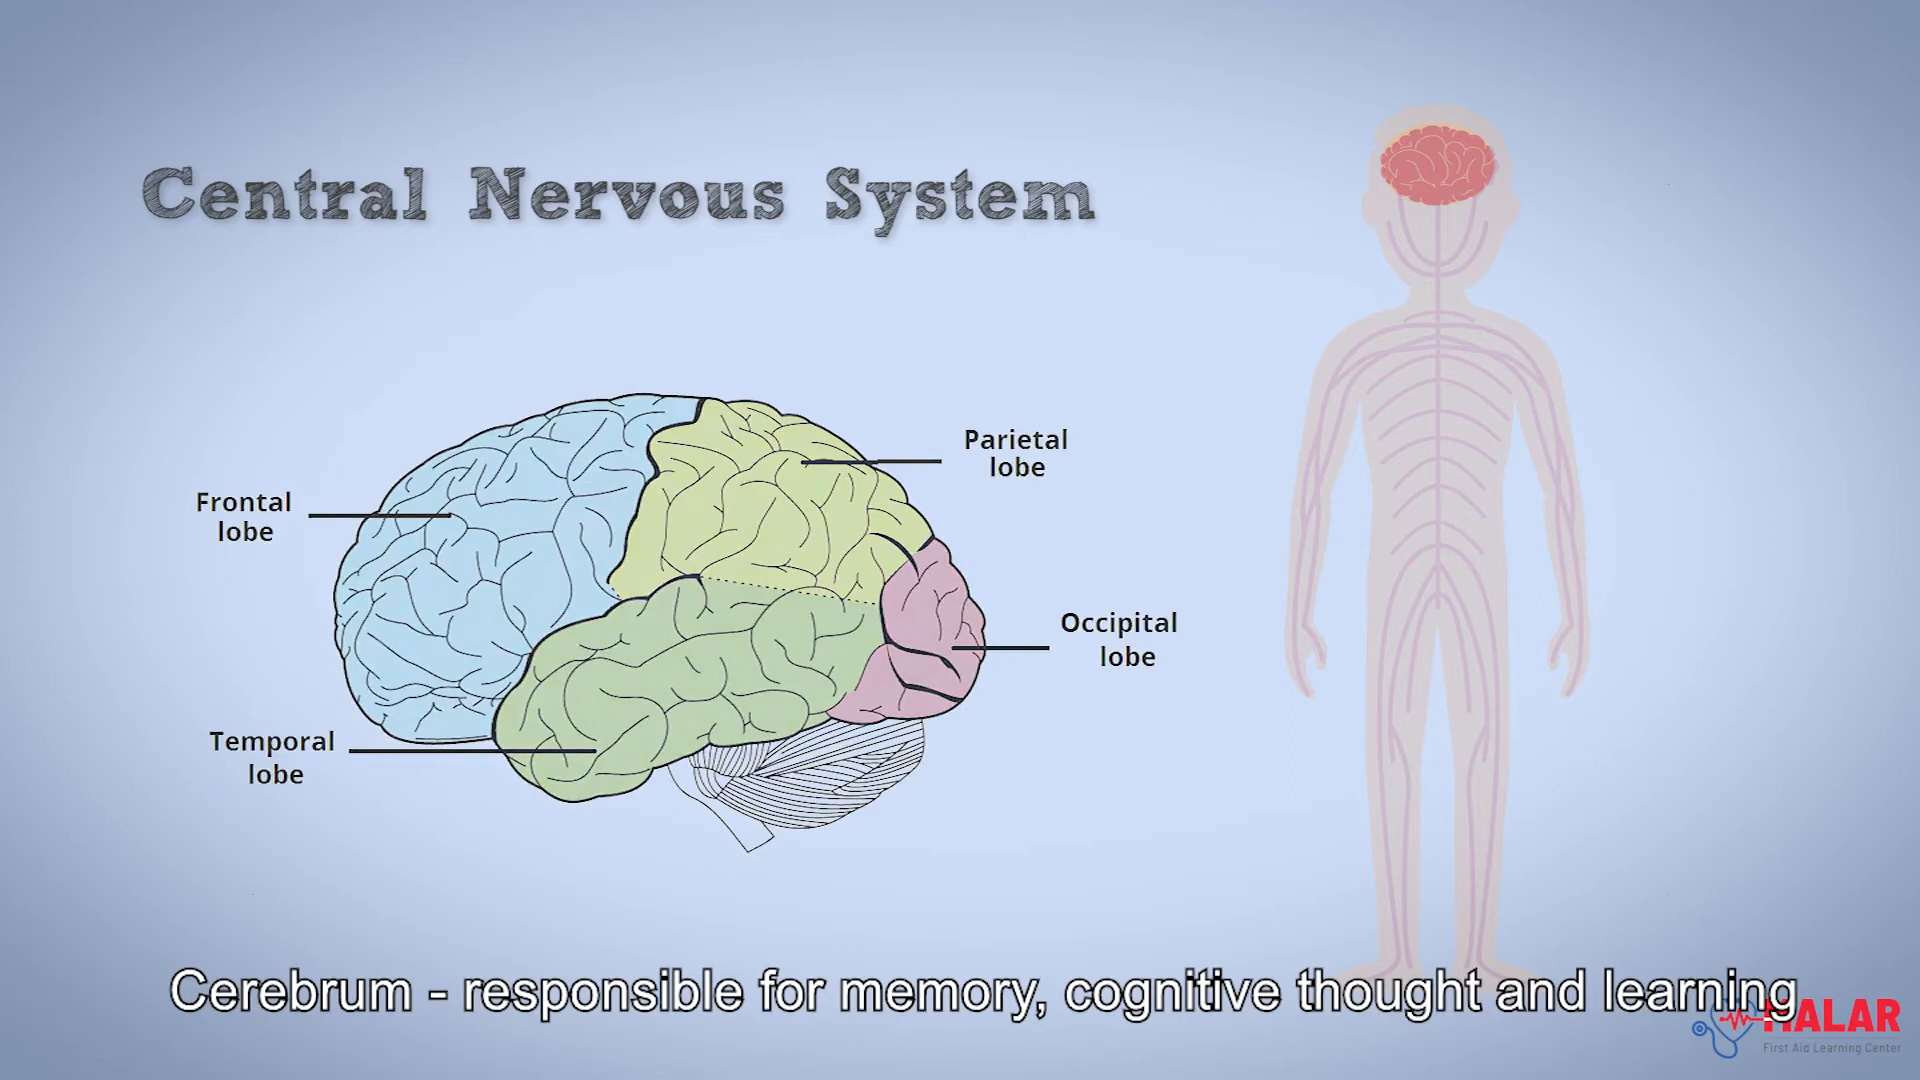 Central Nervous System
Parietal
lobe
Frontal
lobe
Occipital
lobe
Temporal
lobe
Cerebrum - responsible for memory, cognitive thought and learning
MALAR
First Aid Learning Center